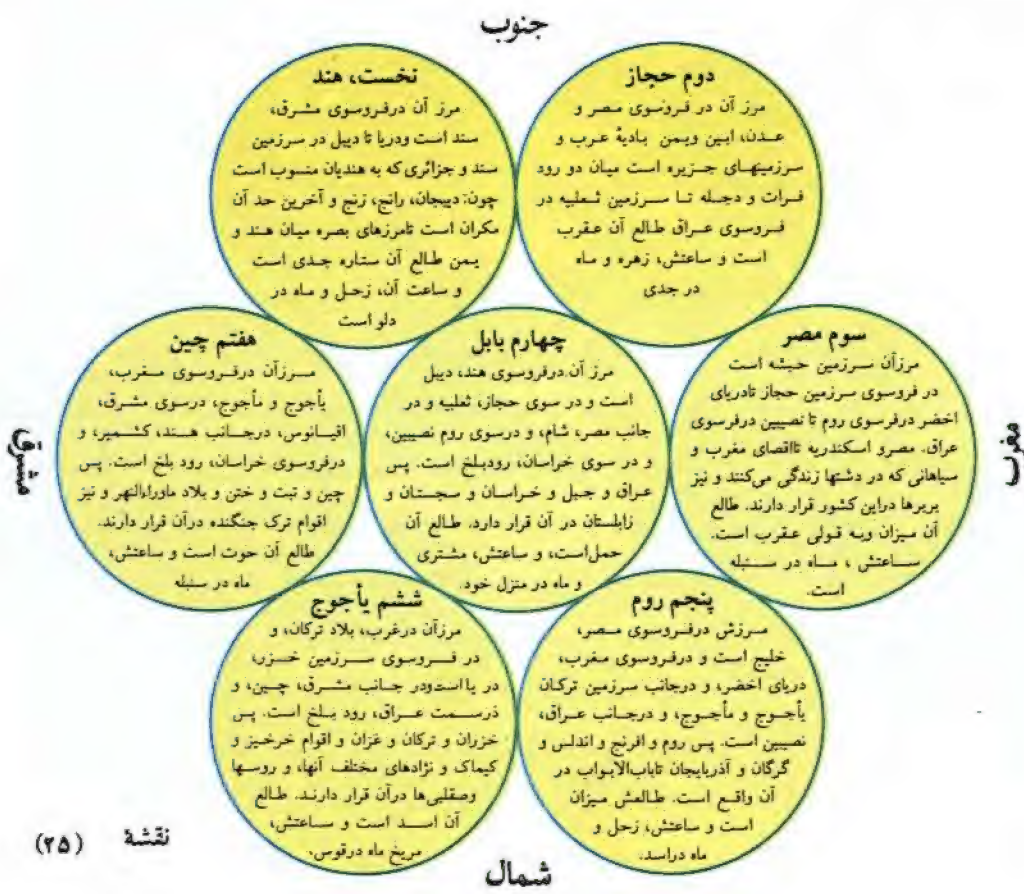 جنوب
نخست، هند
مرز آن درفروسوی مشرق،
سند است ودریا تا دیبل در سرزمین
سند و جزائری که به هندیان منسوب است
چون: دیبجان، رانج، زنج و آخرین حد آن
مکران است تامرزهای بصره میان هند و
یمن طالع آن ستاره جدی است
و ساعت آن، زحل و ماه در
دلو است
دوم حجاز
مرز آن در فروسوی مصر و
عدن، ابین ویمن بادیهٔ عرب و
سرزمینهای جزیره است میان دو رود
فرات و دجله تا سرزمین ثعلبیه در
فروسوی عراق طالع آن عقرب
است و ساعتش، زهره و ماه
در جدی
سوم مصر
مرزآن سرزمین حبشه است
در فروسوی سرزمین حجاز تادریای
اخضر درفروسوی روم تا نصیبین درفرسوی
عراق. مصرو اسکندریه تااقصای مغرب و
سیاهانی که در دشتها زندگی می‌کنند و نیز
بربرها دراین کشور قرار دارند. طالع
آن میزان وبه قولی عقرب است.
ساعتش ، ماه در سنبله
است.
چهارم بابل
مرز آن درفروسوی هند، دیبل
است و در سوی حجاز، ثعلبیه و در
جانب مصر، شام، و درسوی روم نصیبین،
و در سوی خراسان، رودبلخ است. پس
عراق و جبل و خراسان و سجستان و
زابلستان در آن قرار دارد. طالع آن
حمل‌است، و ساعتش، مشتری
و ماه در منزل خود.
هفتم چین
مرزآن درفروسوی مغرب،
یأجوج و مأجوج، درسوی مشرق،
اقیانوس، درجانب هند، کشمیر، و
درفروسوی خراسان، رود بلخ است. پس
چین و تبت و ختن و بلاد ماوراءالنهر و نیز
اقوام ترک جنگنده درآن قرار دارند.
طالع آن حوت است و ساعتش،
ماه در سنبله
مشرق
مغرب
پنجم روم
مرزش درفروسوی مصر،
خلیج است و درفروسوی مغرب،
دریای اخضر، و درجانب سرزمین ترکان
یأجوج و مأجوج، و درجانب عراق،
نصیبین است. پس روم و افرنج و اندلس و
گرگان و آذربایجان تاباب‌الابواب در
آن واقع است. طالعش میزان
است و ساعتش، زحل و
ماه دراسد.
ششم یأجوج
مرزآن درغرب، بلاد ترکان، و
در فروسوی سرزمین خزر،
دریااست‌ودر جانب مشرق، چین، و
درسمت عراق، رود بلخ است. پس
خزران و ترکان و غزان و اقوام خرخیز و
کیماک و نژادهای مختلف آنها، و روسها
وصقلبی‌ها درآن قرار دارند. طالع
آن اسد است و ساعتش،
مریخ ماه درقوس.
نقشهٔ (۲۵)
شمال